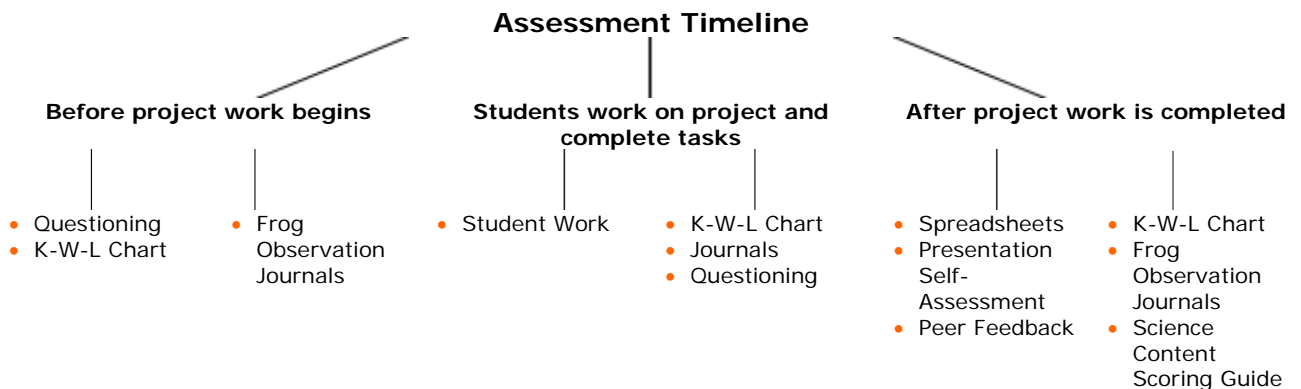 Assessment Timeline
Before project work begins
Students work on project and
complete tasks
After project work is completed
• Questioning
• K-W-L Chart
• Frog
Observation
Journals
• Student Work
• K-W-L Chart
• Journals
• Questioning
• Spreadsheets
• Presentation
Self-
Assessment
• Peer Feedback
• K-W-L Chart
• Frog
Observation
Journals
• Science
Content
Scoring Guide